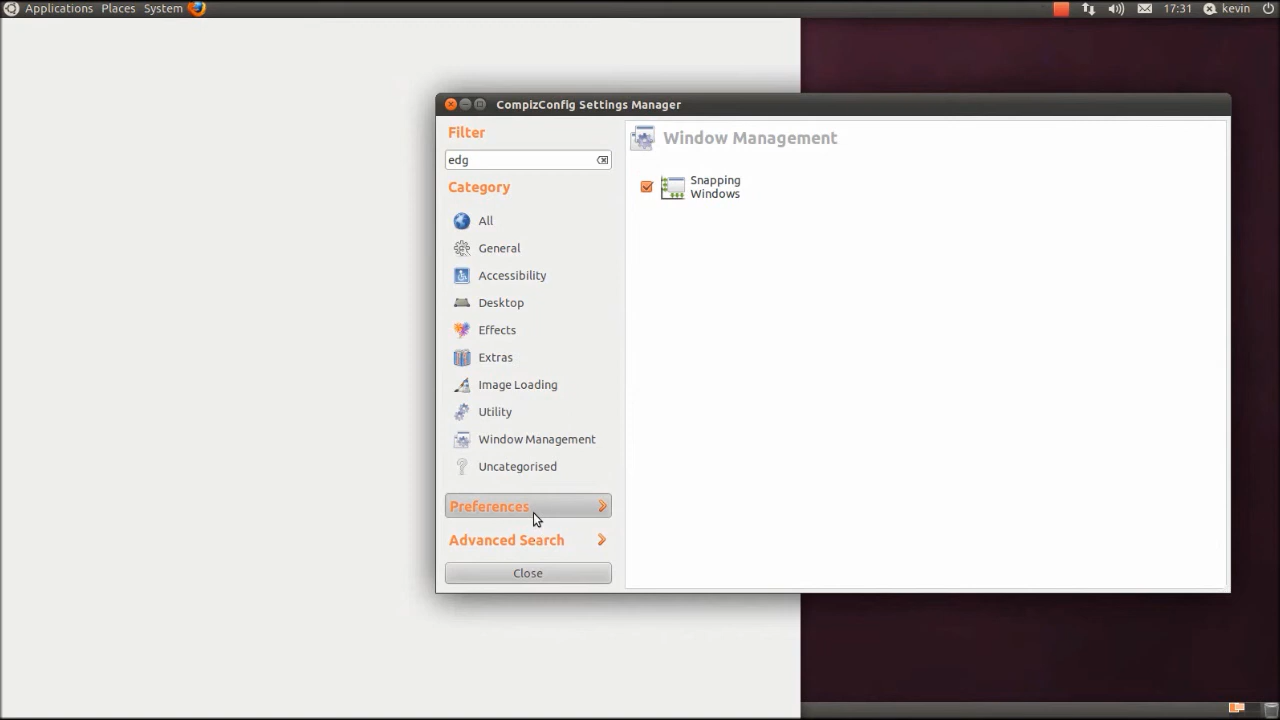 Applications Places System
17:31 kevin
CompizConfig Settings Manager
Filter
edg
Category
All
General
Accessibility
Desktop
Effects
Extras
Image Loading
Utility
Window Management
Uncategorised
Preferences
Advanced Search
Close
Window Management
Snapping
Windows